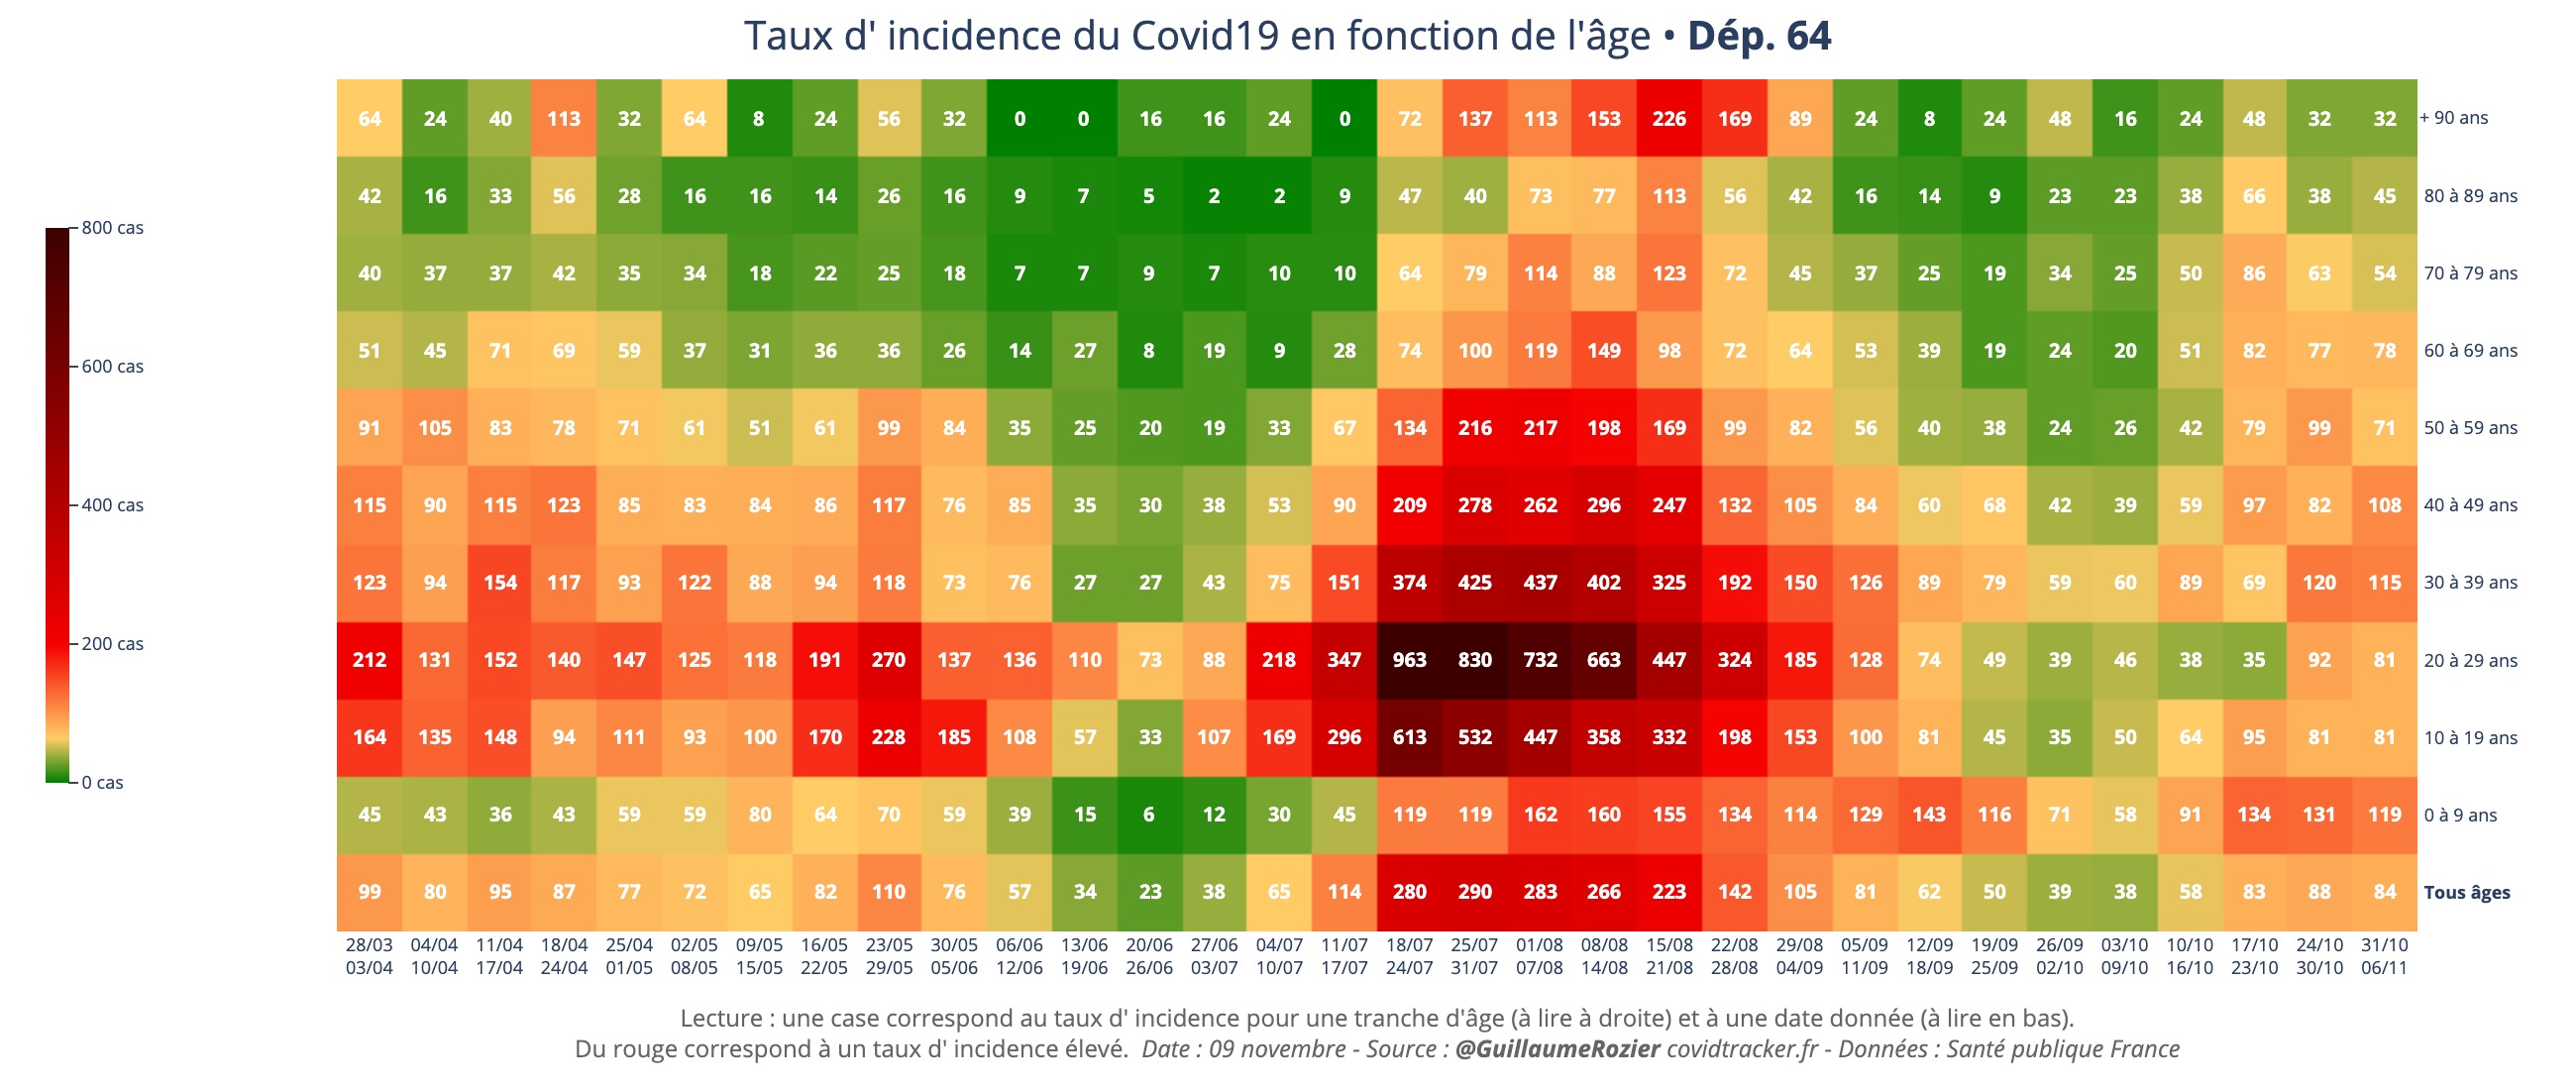 Taux d' incidence du Covid19 en fonction de l'âge • Dép. 64
64 24 40 113 32 64 8 24 56 32 0 0 16 16 24 0 72 137 113 153 226 169 89 24 8 24 48 16 24 48 32 32 + 90 ans
42 16 33 56 28 16 16 14 26 16 9 7 5 2 2 9 47 40 73 77 113 56 42 16 14 9 23 23 38 66 38 45 80 à 89 ans
40 37 37 42 35 34 18 22 25 18 7 7 9 7 10 10 64 79 114 88 123 72 45 37 25 19 34 25 50 86 63 54 70 à 79 ans
51 45 71 69 59 37 31 36 36 26 14 27 8 19 9 28 74 100 119 149 98 72 64 53 39 19 24 20 51 82 77 78 60 à 69 ans
91 105 83 78 71 61 51 61 99 84 35 25 20 19 33 67 134 216 217 198 169 99 82 56 40 38 24 26 42 79 99 71 50 à 59 ans
115 90 115 123 85 83 84 86 117 76 85 35 30 38 53 90 209 278 262 296 247 132 105 84 60 68 42 39 59 97 82 108 40 à 49 ans
123 94 154 117 93 122 88 94 118 73 76 27 27 43 75 151 374 425 437 402 325 192 150 126 89 79 59 60 89 69 120 115 30 à 39 ans
212 131 152 140 147 125 118 191 270 137 136 110 73 88 218 347 963 830 732 663 447 324 185 128 74 49 39 46 38 35 92 81 20 à 29 ans
164 135 148 94 111 93 100 170 228 185 108 57 33 107 169 296 613 532 447 358 332 198 153 100 81 45 35 50 64 95 81 81 10 à 19 ans
45 43 36 43 59 59 80 64 70 59 39 15 6 12 30 45 119 119 162 160 155 134 114 129 143 116 71 58 91 134 131 119 0 à 9 ans
99 80 95 87 77 72 65 82 110 76 57 34 23 38 65 114 280 290 283 266 223 142 105 81 62 50 39 38 58 83 88 84 Tous âges
28/03 04/04 11/04 18/04 25/04 02/05 09/05 16/05 23/05 30/05 06/06 13/06 20/06 27/06 04/07 11/07 18/07 25/07 01/08 08/08 15/08 22/08 29/08 05/09 12/09 19/09 26/09 03/10 10/10 17/10 24/10 31/10
03/04 10/04 17/04 24/04 01/05 08/05 15/05 22/05 29/05 05/06 12/06 19/06 26/06 03/07 10/07 17/07 24/07 31/07 07/08 14/08 21/08 28/08 04/09 11/09 18/09 25/09 02/10 09/10 16/10 23/10 30/10 06/11
800 cas
600 cas
400 cas
200 cas
0 cas
Lecture : une case correspond au taux d' incidence pour une tranche d'âge (à lire à droite) et à une date donnée (à lire en bas).
Du rouge correspond à un taux d' incidence élevé. Date : 09 novembre - Source : @GuillaumeRozier covidtracker.fr - Données : Santé publique France